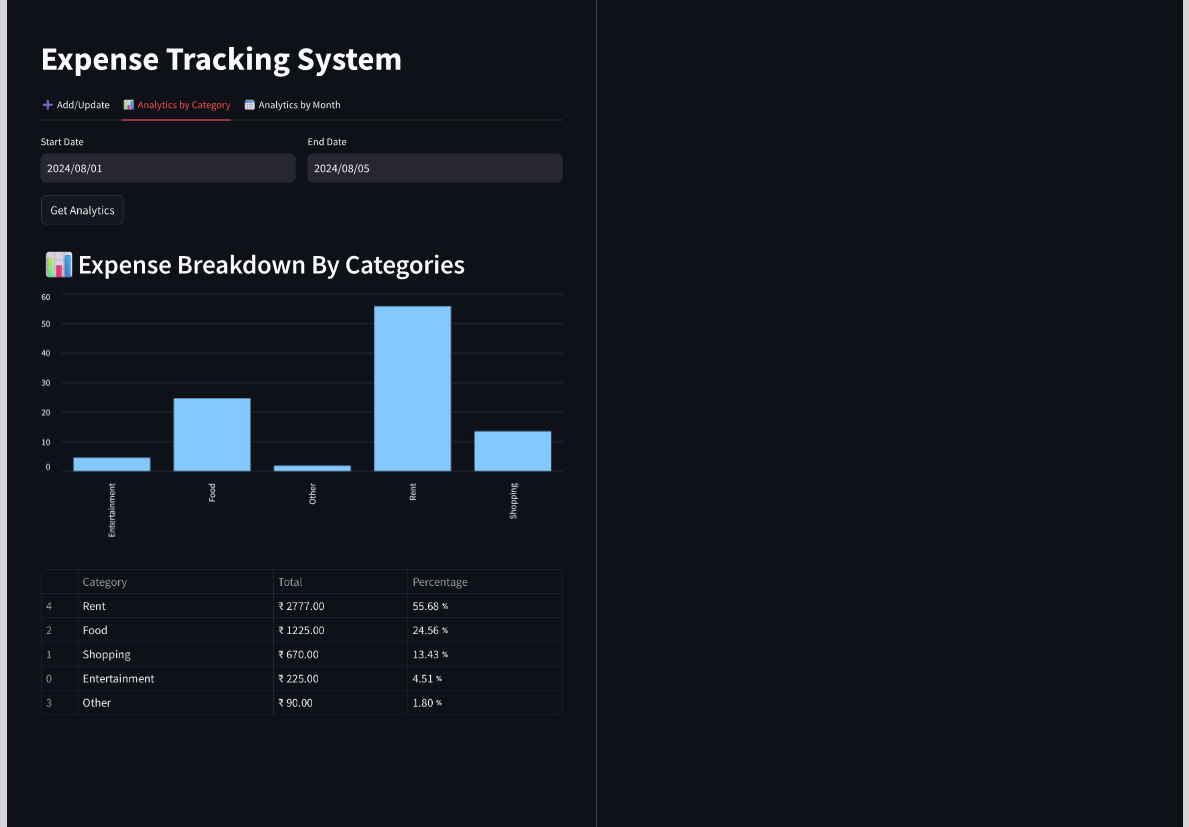 Expense Tracking System
Add/Update Analytics by Category Analytics by Month
Start Date End Date
2024/08/01 2024/08/05
Get Analytics
Expense Breakdown By Categories
60
50
40
30
20
10
0
Entertainment Food Other Rent Shopping
Category Total Percentage
4 Rent ₹ 2777.00 55.68 %
2 Food ₹ 1225.00 24.56 %
1 Shopping ₹ 670.00 13.43 %
0 Entertainment ₹ 225.00 4.51 %
3 Other ₹ 90.00 1.80 %